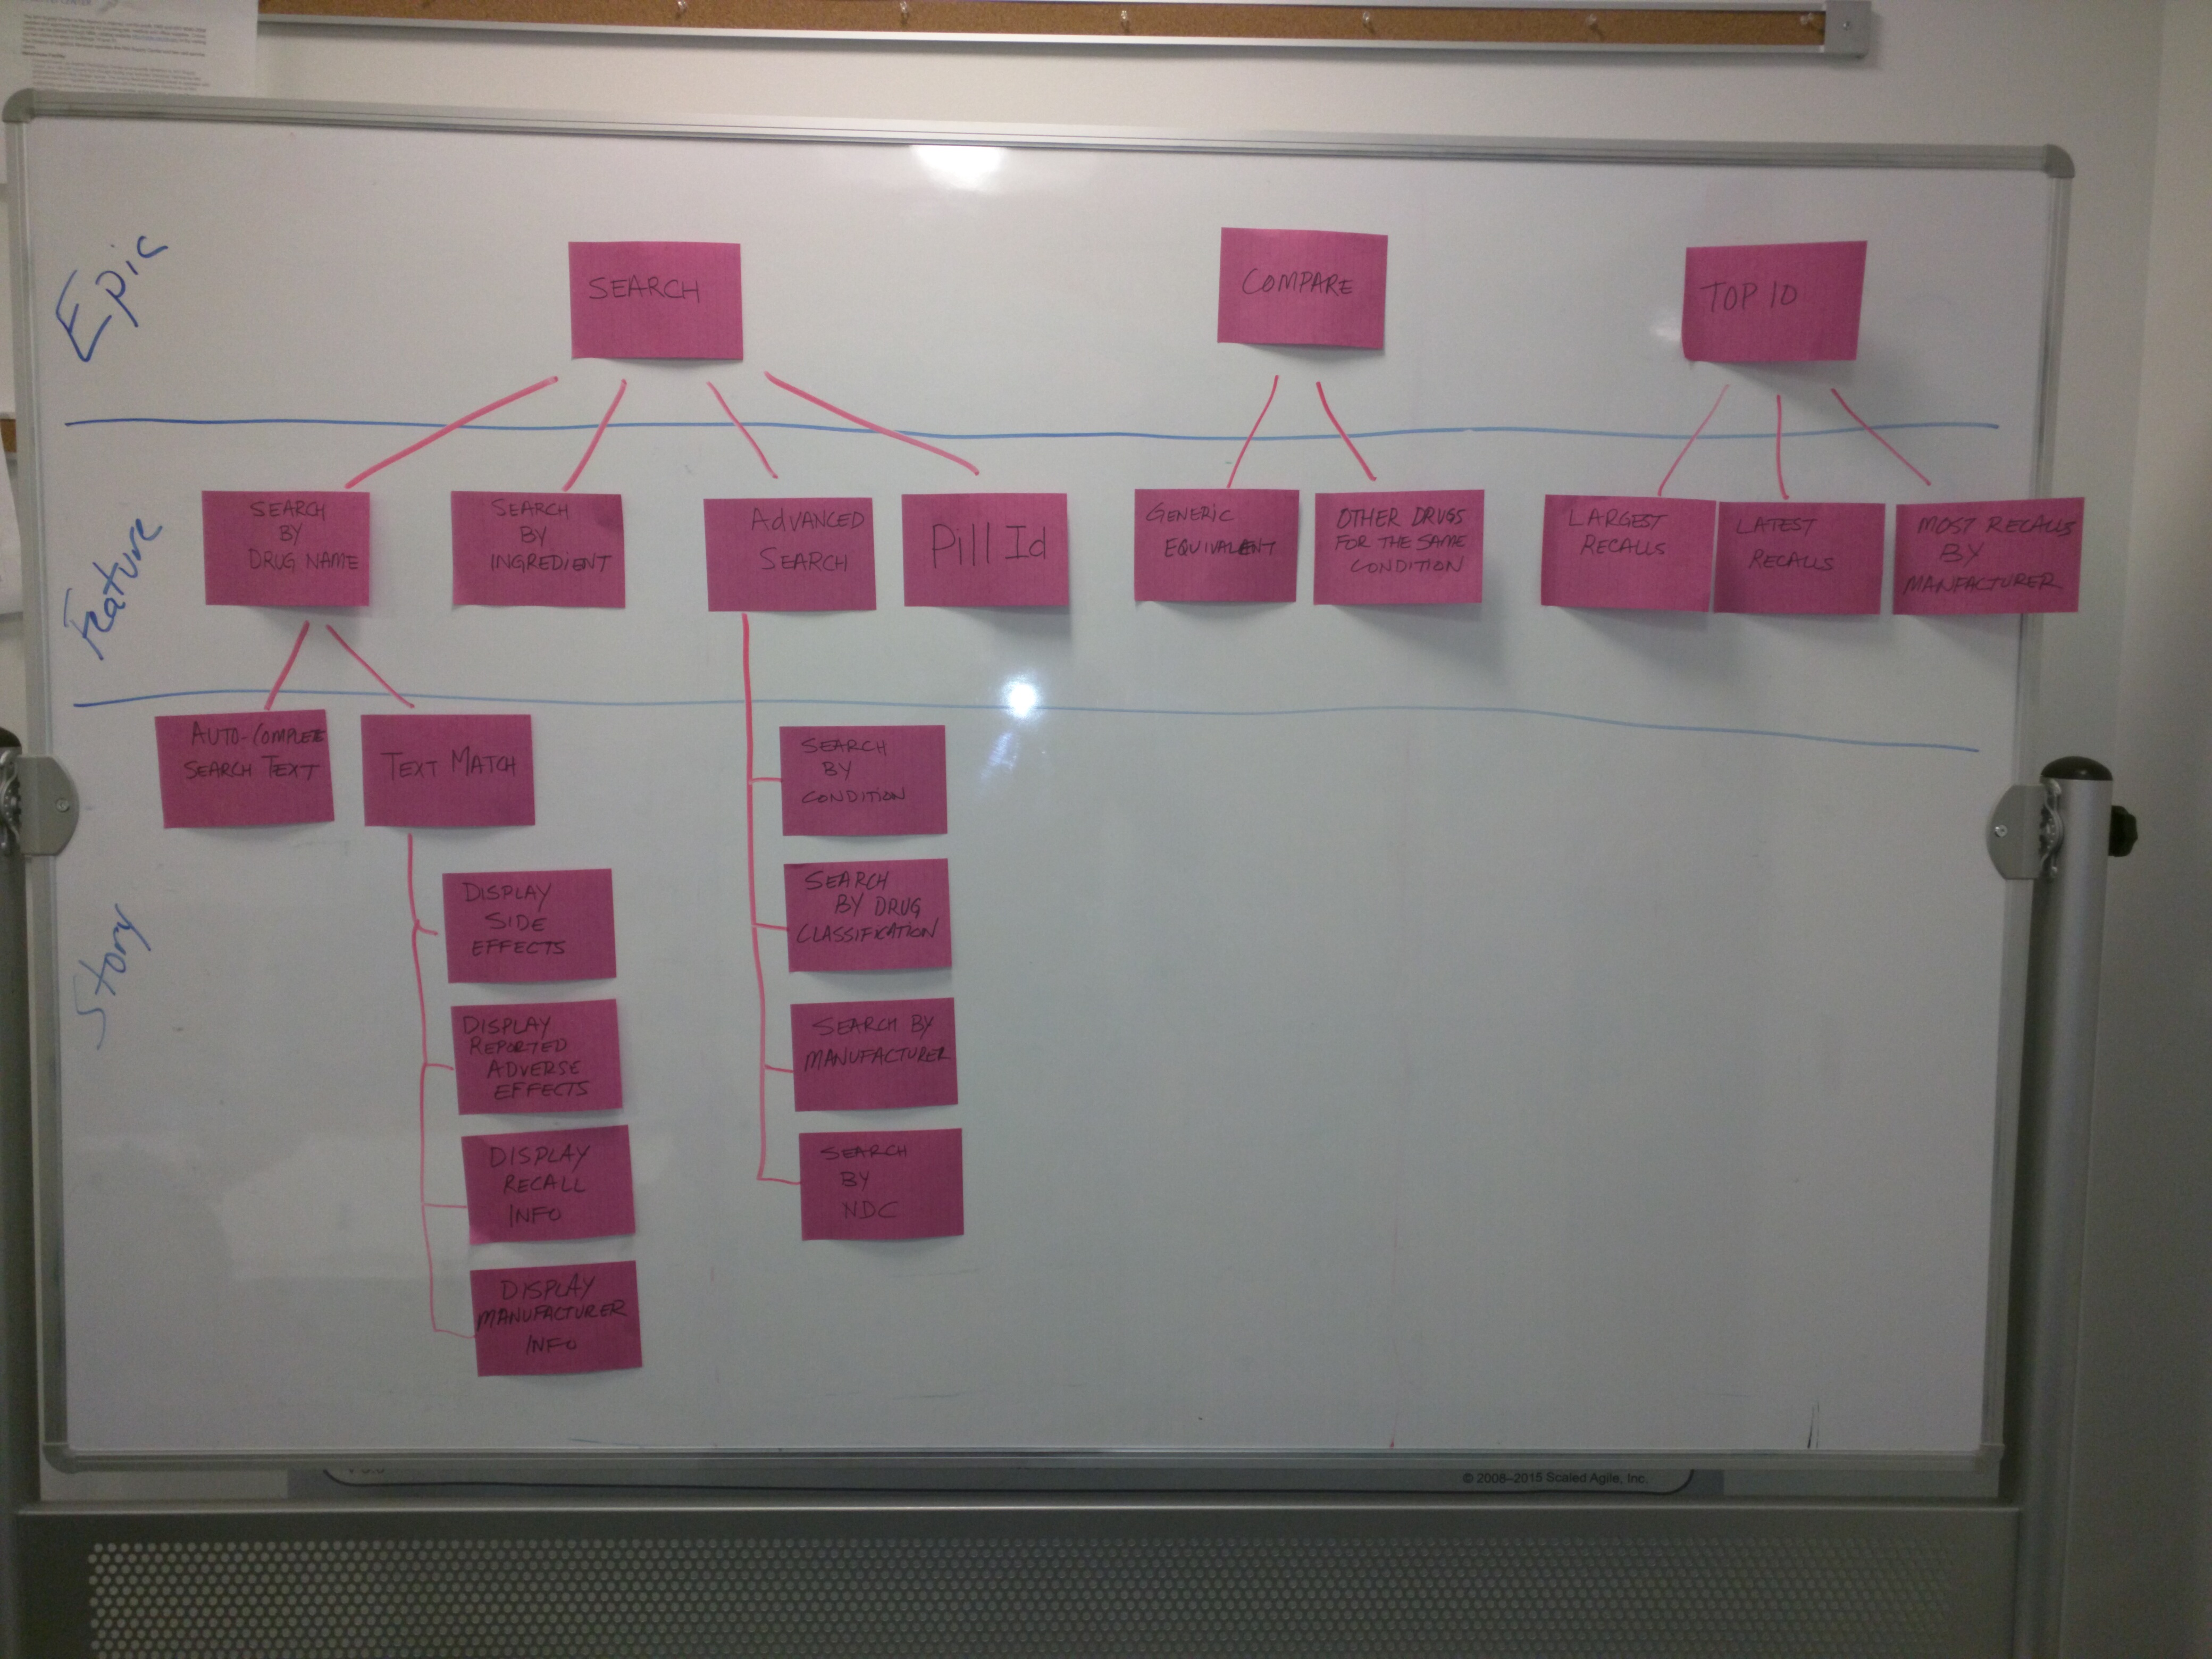 Epic
SEARCH
COMPARE
TOP 10
Feature
SEARCH
BY
DRUG NAME
SEARCH
BY
INGREDIENT
ADVANCED
SEARCH
Pill Id
GENERIC
EQUIVALENT
OTHER DRUGS
FOR THE SAME
CONDITION
LARGEST
RECALLS
LATEST
RECALLS
MOST RECALLS
BY
MANFACTURER
Story
AUTO-COMPLETE
SEARCH TEXT
TEXT MATCH
DISPLAY
SIDE
EFFECTS
DISPLAY
REPORTED
ADVERSE
EFFECTS
DISPLAY
RECALL
INFO
DISPLAY
MANUFACTURER
INFO
SEARCH
BY
CONDITION
SEARCH
BY DRUG
CLASSIFICATION
SEARCH BY
MANUFACTURER
SEARCH
BY
NDC
© 2008–2015 Scaled Agile, Inc.